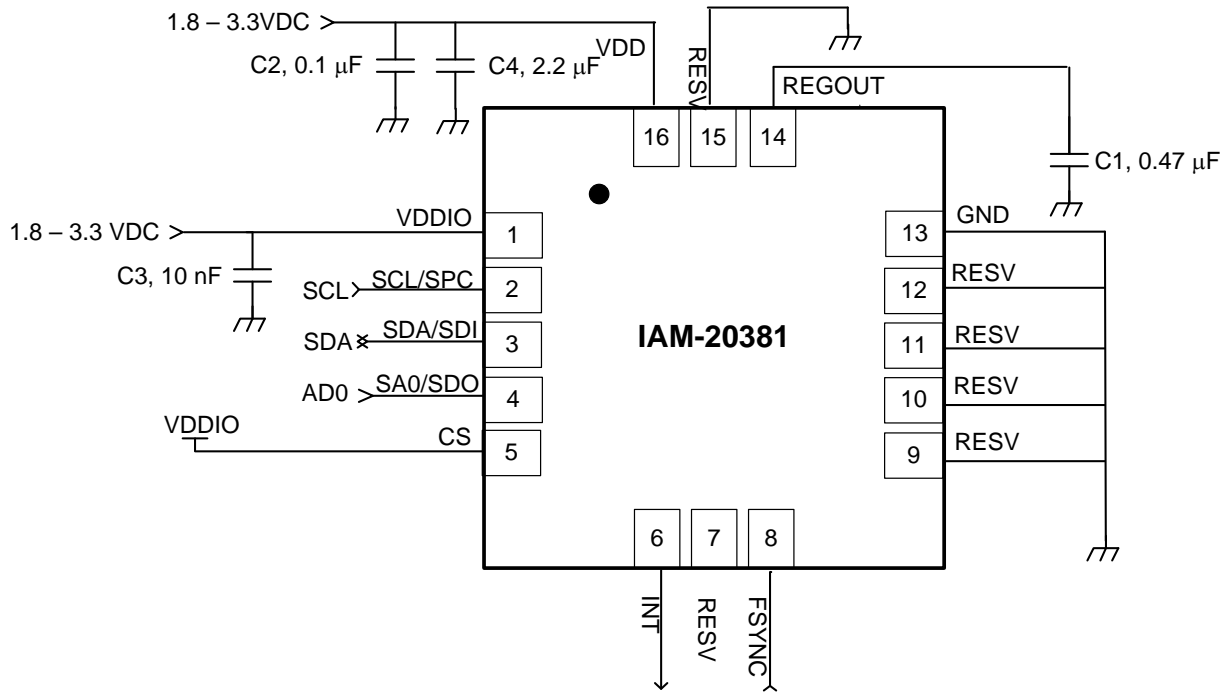 1.8 – 3.3VDC
C2, 0.1 μF
C4, 2.2 μF
VDD
RESV
REGOUT
16
15
14
C1, 0.47 μF
1.8 – 3.3 VDC
VDDIO
1
C3, 10 nF
SCL
SCL/SPC
2
SDA
SDA/SDI
3
AD0
SA0/SDO
4
VDDIO
CS
5
IAM-20381
13
GND
12
RESV
11
RESV
10
RESV
9
RESV
6
7
8
INT
RESV
FSYNC